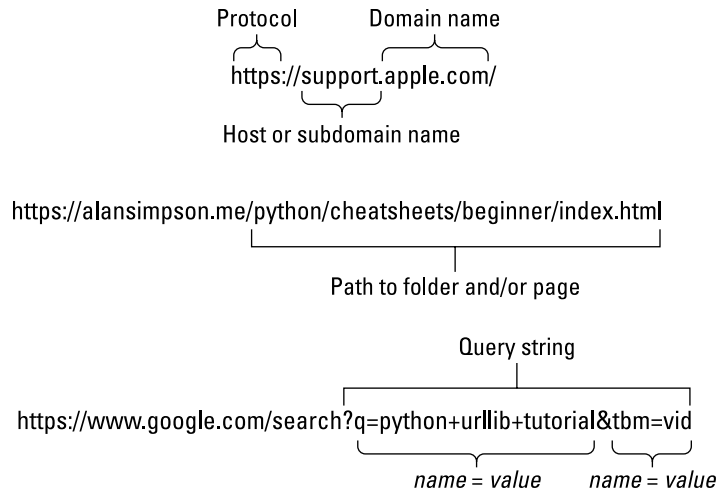 Protocol Domain name
https://support.apple.com/
Host or subdomain name
https://alansimpson.me/python/cheatsheets/beginner/index.html
Path to folder and/or page
Query string
https://www.google.com/search?q=python+urllib+tutorial&tbm=vid
name = value name = value